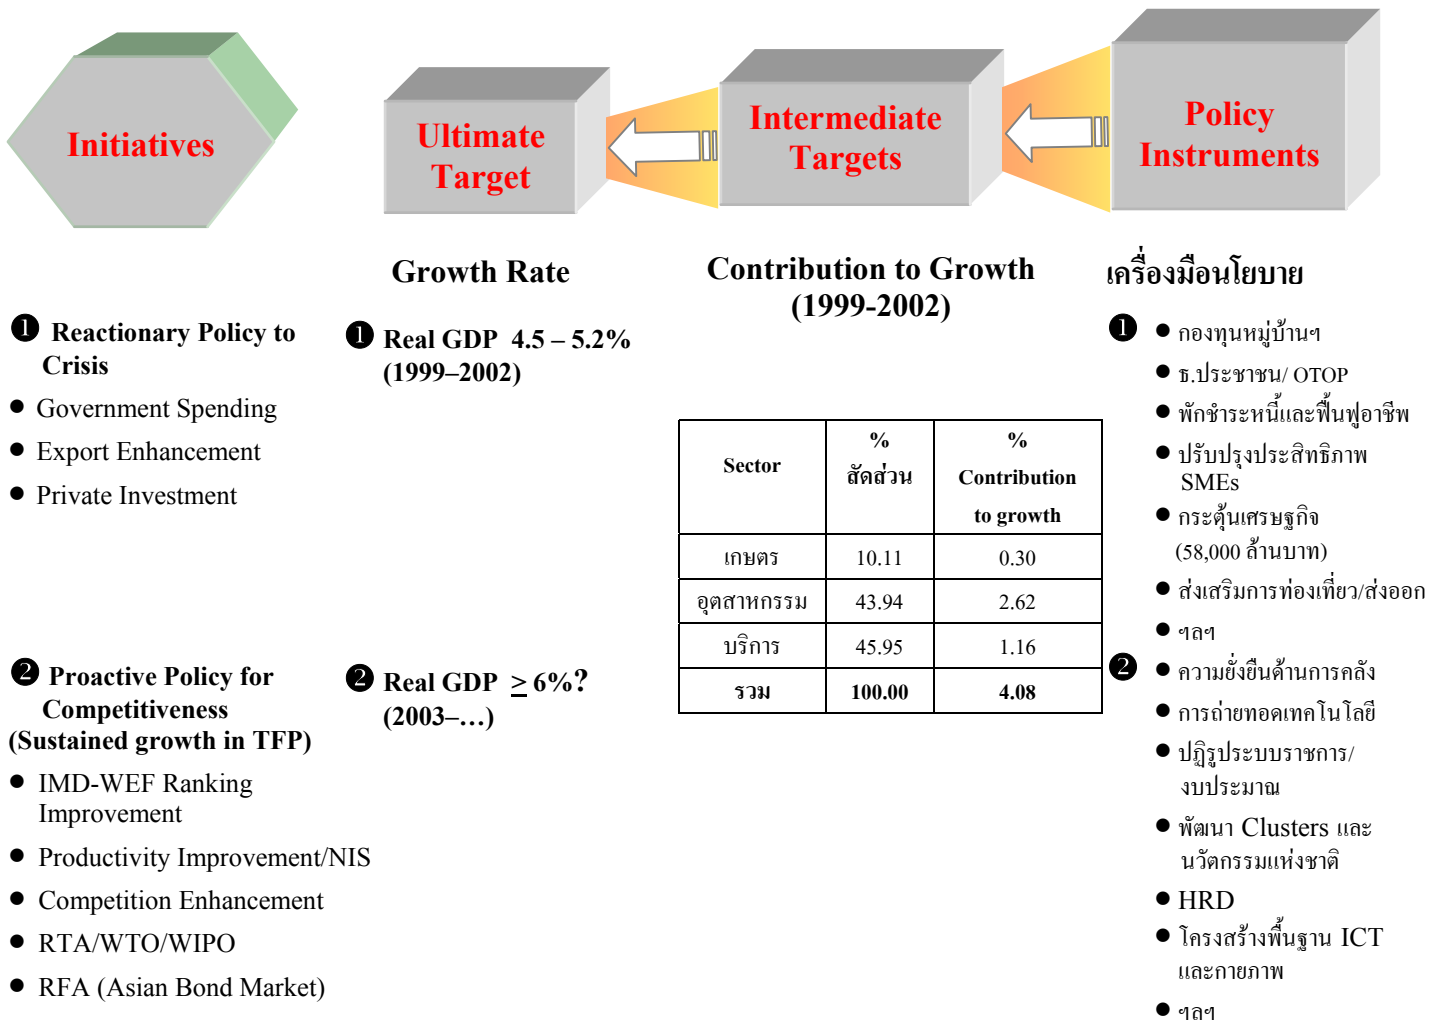 Initiatives
Ultimate
Target
Intermediate
Targets
Policy
Instruments
Growth Rate
Contribution to Growth
(1999-2002)
เครื่องมือนโยบาย
❶ Reactionary Policy to
Crisis
● Government Spending
● Export Enhancement
● Private Investment
❷ Proactive Policy for
Competitiveness
(Sustained growth in TFP)
● IMD-WEF Ranking
Improvement
● Productivity Improvement/NIS
● Competition Enhancement
● RTA/WTO/WIPO
● RFA (Asian Bond Market)
❶ Real GDP 4.5 – 5.2%
(1999–2002)
❷ Real GDP ≥ 6%?
(2003–…)
Sector
%
สัดส่วน
%
Contribution
to growth
เกษตร 10.11 0.30
อุตสาหกรรม 43.94 2.62
บริการ 45.95 1.16
รวม 100.00 4.08
❶ ● กองทุนหมู่บ้านฯ
● ธ.ประชาชน/ OTOP
● พักชำระหนี้และฟื้นฟูอาชีพ
● ปรับปรุงประสิทธิภาพ
SMEs
● กระตุ้นเศรษฐกิจ
(58,000 ล้านบาท)
● ส่งเสริมการท่องเที่ยว/ส่งออก
● ฯลฯ
❷ ● ความยั่งยืนด้านการคลัง
● การถ่ายทอดเทคโนโลยี
● ปฏิรูประบบราชการ/
งบประมาณ
● พัฒนา Clusters และ
นวัตกรรมแห่งชาติ
● HRD
● โครงสร้างพื้นฐาน ICT
และกายภาพ
● ฯลฯ